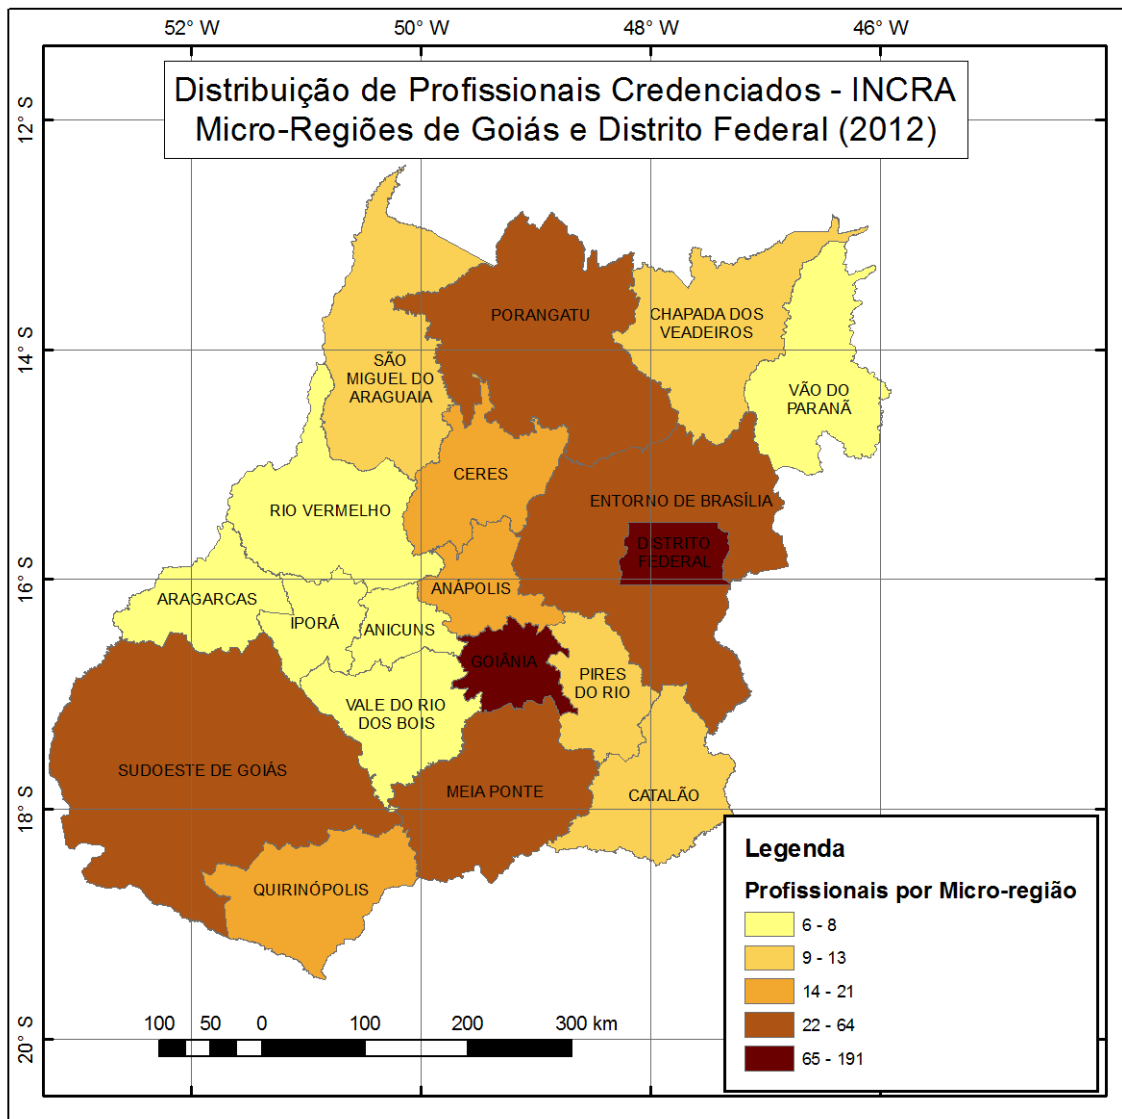 52° W
50° W
48° W
46° W
Distribuição de Profissionais Credenciados - INCRA
Micro-Regiões de Goiás e Distrito Federal (2012)
12° S
14° S
16° S
18° S
20° S
PORANGATU
CHAPADA DOS
VEADEIROS
SÃO
MIGUEL DO
ARAGUAIA
VÃO DO
PARANÃ
CERES
ENTORNO DE BRASÍLIA
RIO VERMELHO
DISTRITO
FEDERAL
ANÁPOLIS
ARAGARCAS
IPORÁ
ANICUNS
GOIÂNIA
PIRES
DO RIO
VALE DO RIO
DOS BOIS
SUDOESTE DE GOIÁS
MEIA PONTE
CATALÃO
QUIRINÓPOLIS
Legenda
Profissionais por Micro-região
6 - 8
9 - 13
14 - 21
22 - 64
65 - 191
100 50 0 100 200 300 km